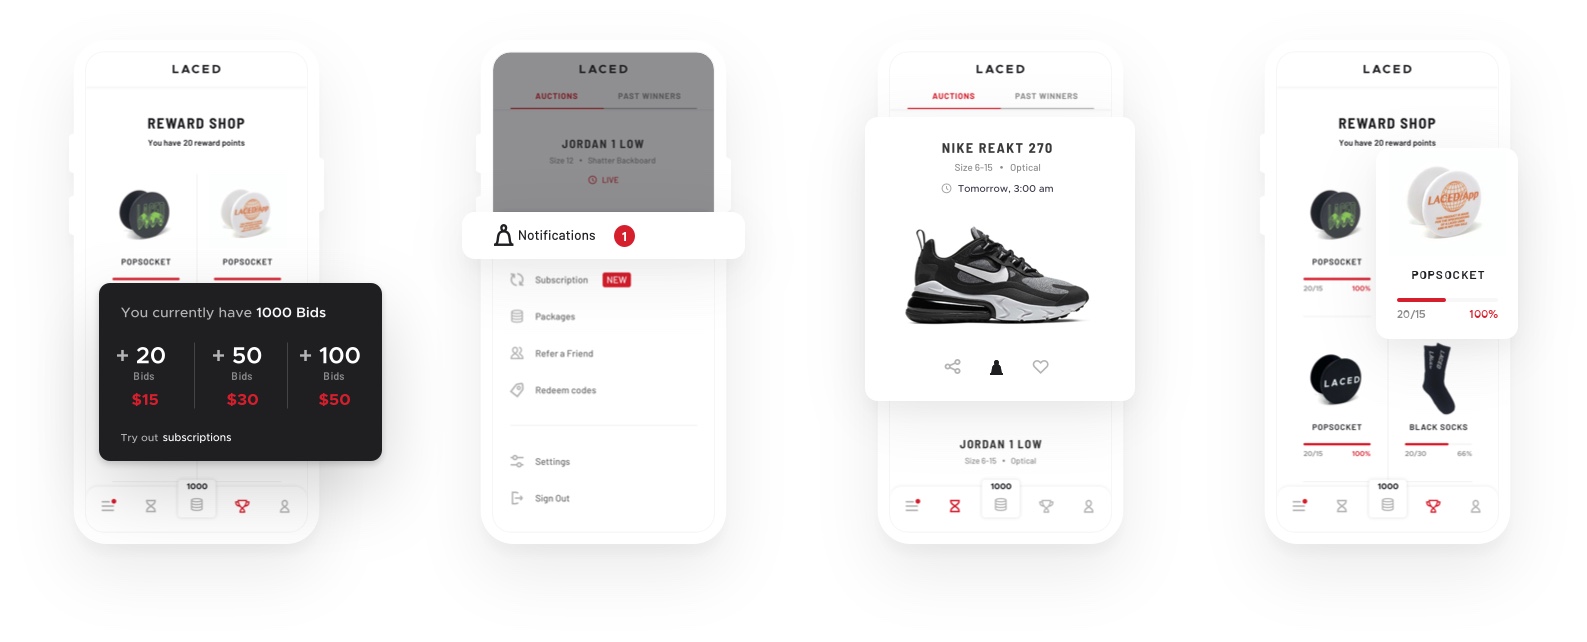 LACED
REWARD SHOP
You have 20 reward points
POPSOCKET
POPSOCKET
You currently have 1000 Bids
+ 20
Bids
$15
+ 50
Bids
$30
+ 100
Bids
$50
Try out subscriptions
1000
LACED
AUCTIONS
PAST WINNERS
JORDAN 1 LOW
Size 12 • Shatter Backboard
LIVE
Notifications
1
Subscription
NEW
Packages
Refer a Friend
Redeem codes
Settings
Sign Out
LACED
AUCTIONS
PAST WINNERS
NIKE REAKT 270
Size 6-15 • Optical
Tomorrow, 3:00 am
JORDAN 1 LOW
Size 6-15 • Optical
1000
LACED
REWARD SHOP
You have 20 reward points
POPSOCKET
20/15
100%
LACED/App
POPSOCKET
20/15
100%
LACED
POPSOCKET
20/15
100%
BLACK SOCKS
20/30
66%
1000